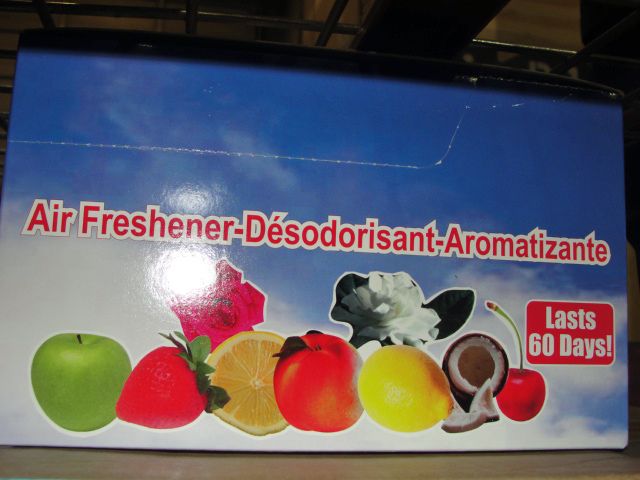 Air Freshener-Désodorisant-Aromatizante
Lasts
60 Days!